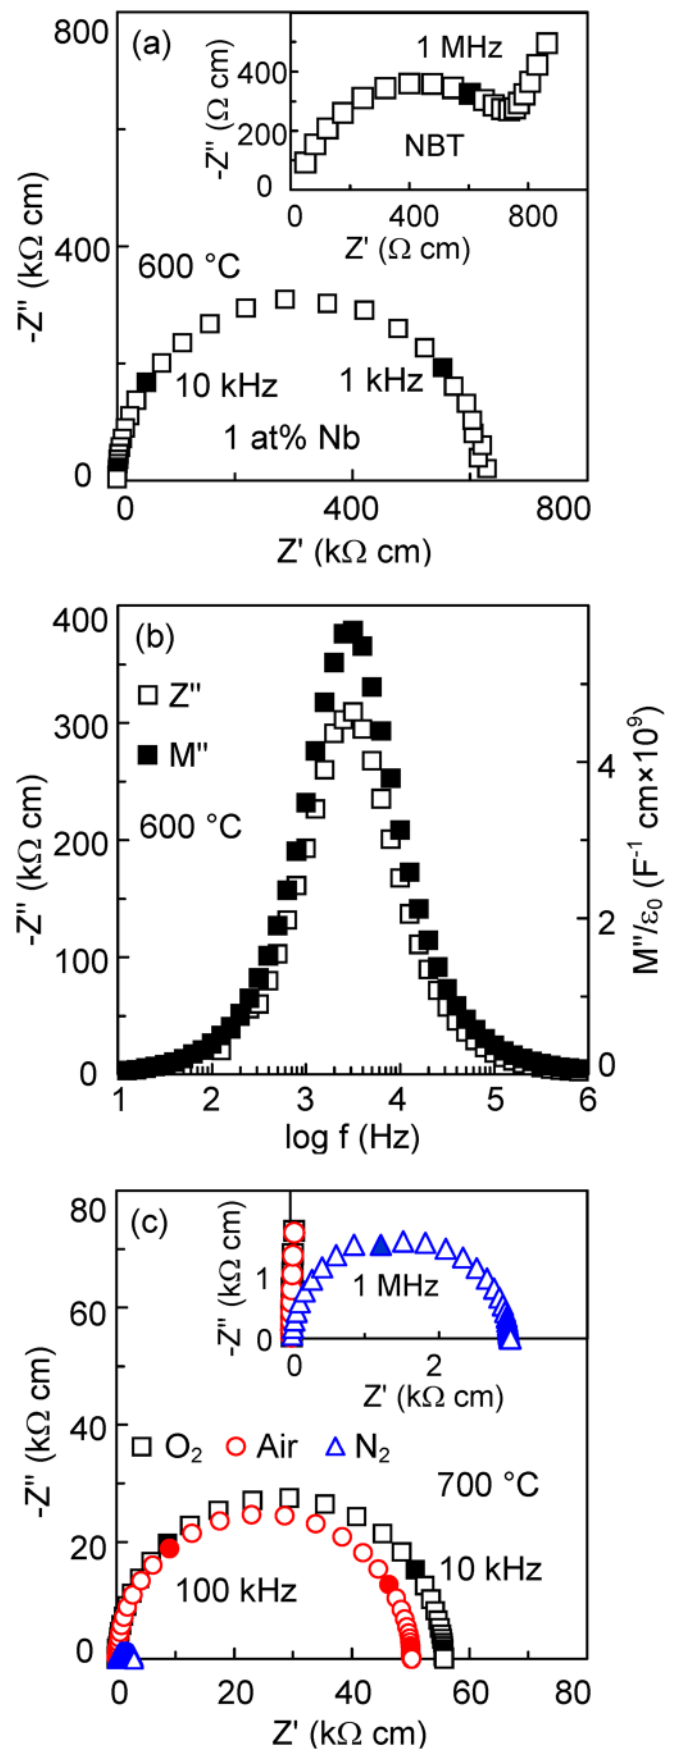 800
(a)
1 MHz
400
200
0
-Z'' (Ω cm)
NBT
0
400
800
Z' (Ω cm)
400
600 °C
-Z'' (kΩ cm)
10 kHz
1 kHz
1 at% Nb
0
0
400
800
Z' (kΩ cm)
400
(b)
Z''
300
M''
4
600 °C
200
2
100
0
0
-Z'' (kΩ cm)
M''/ε₀ (F⁻¹ cm×10⁹)
1
2
3
4
5
6
log f (Hz)
80
(c)
-Z'' (kΩ cm)
1
1 MHz
0
0
2
Z' (kΩ cm)
60
40
O₂
Air
N₂
700 °C
-Z'' (kΩ cm)
20
100 kHz
10 kHz
0
0
20
40
60
80
Z' (kΩ cm)